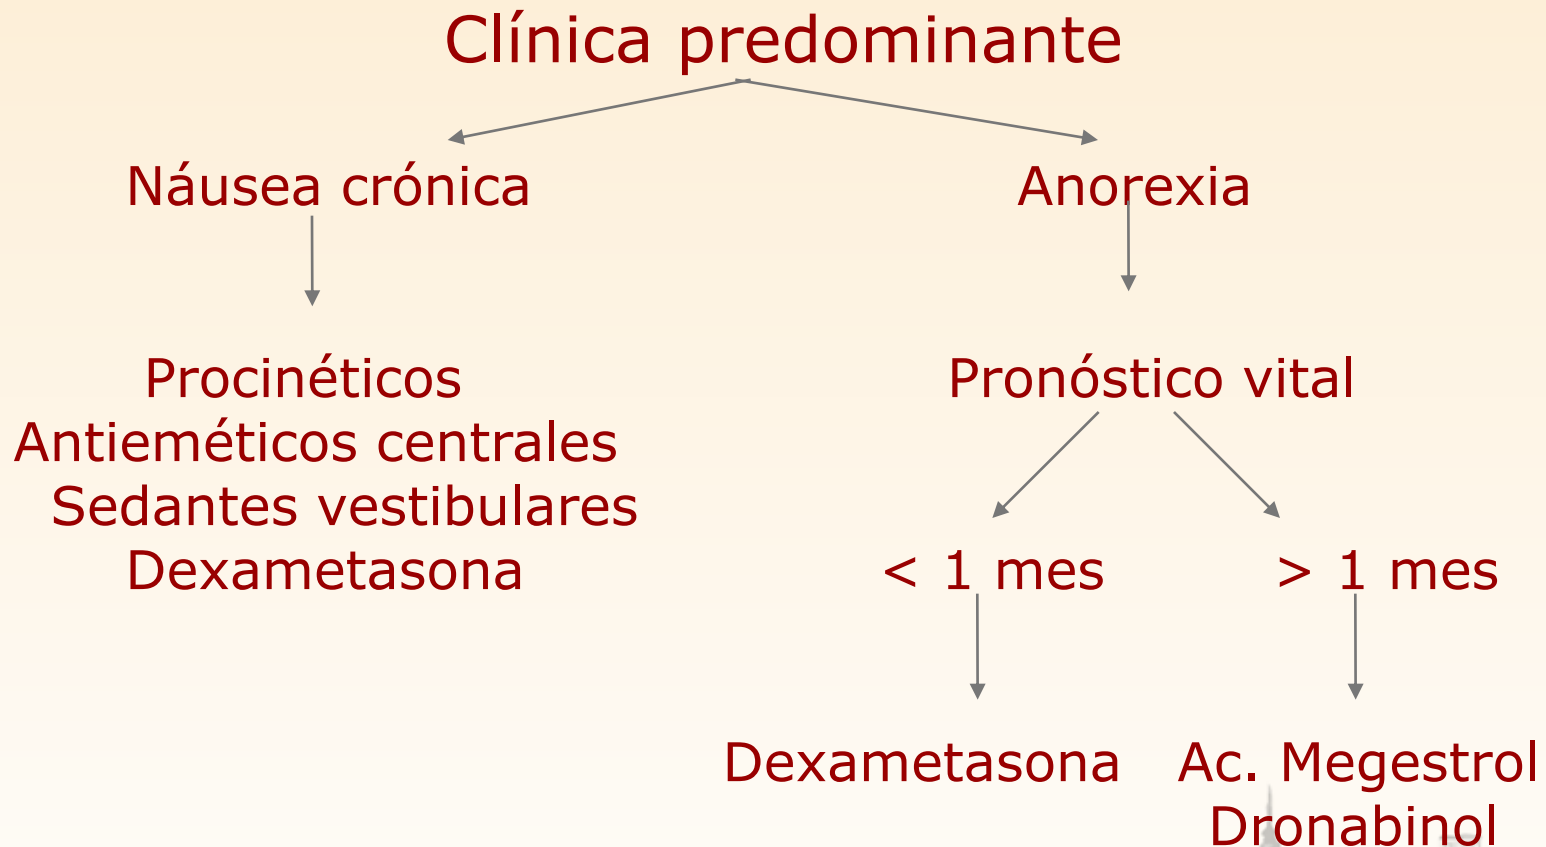 Clínica predominante
Náusea crónica
Anorexia
Procinéticos
Antieméticos centrales
Sedantes vestibulares
Dexametasona
Pronóstico vital
< 1 mes
> 1 mes
Dexametasona
Ac. Megestrol
Dronabinol